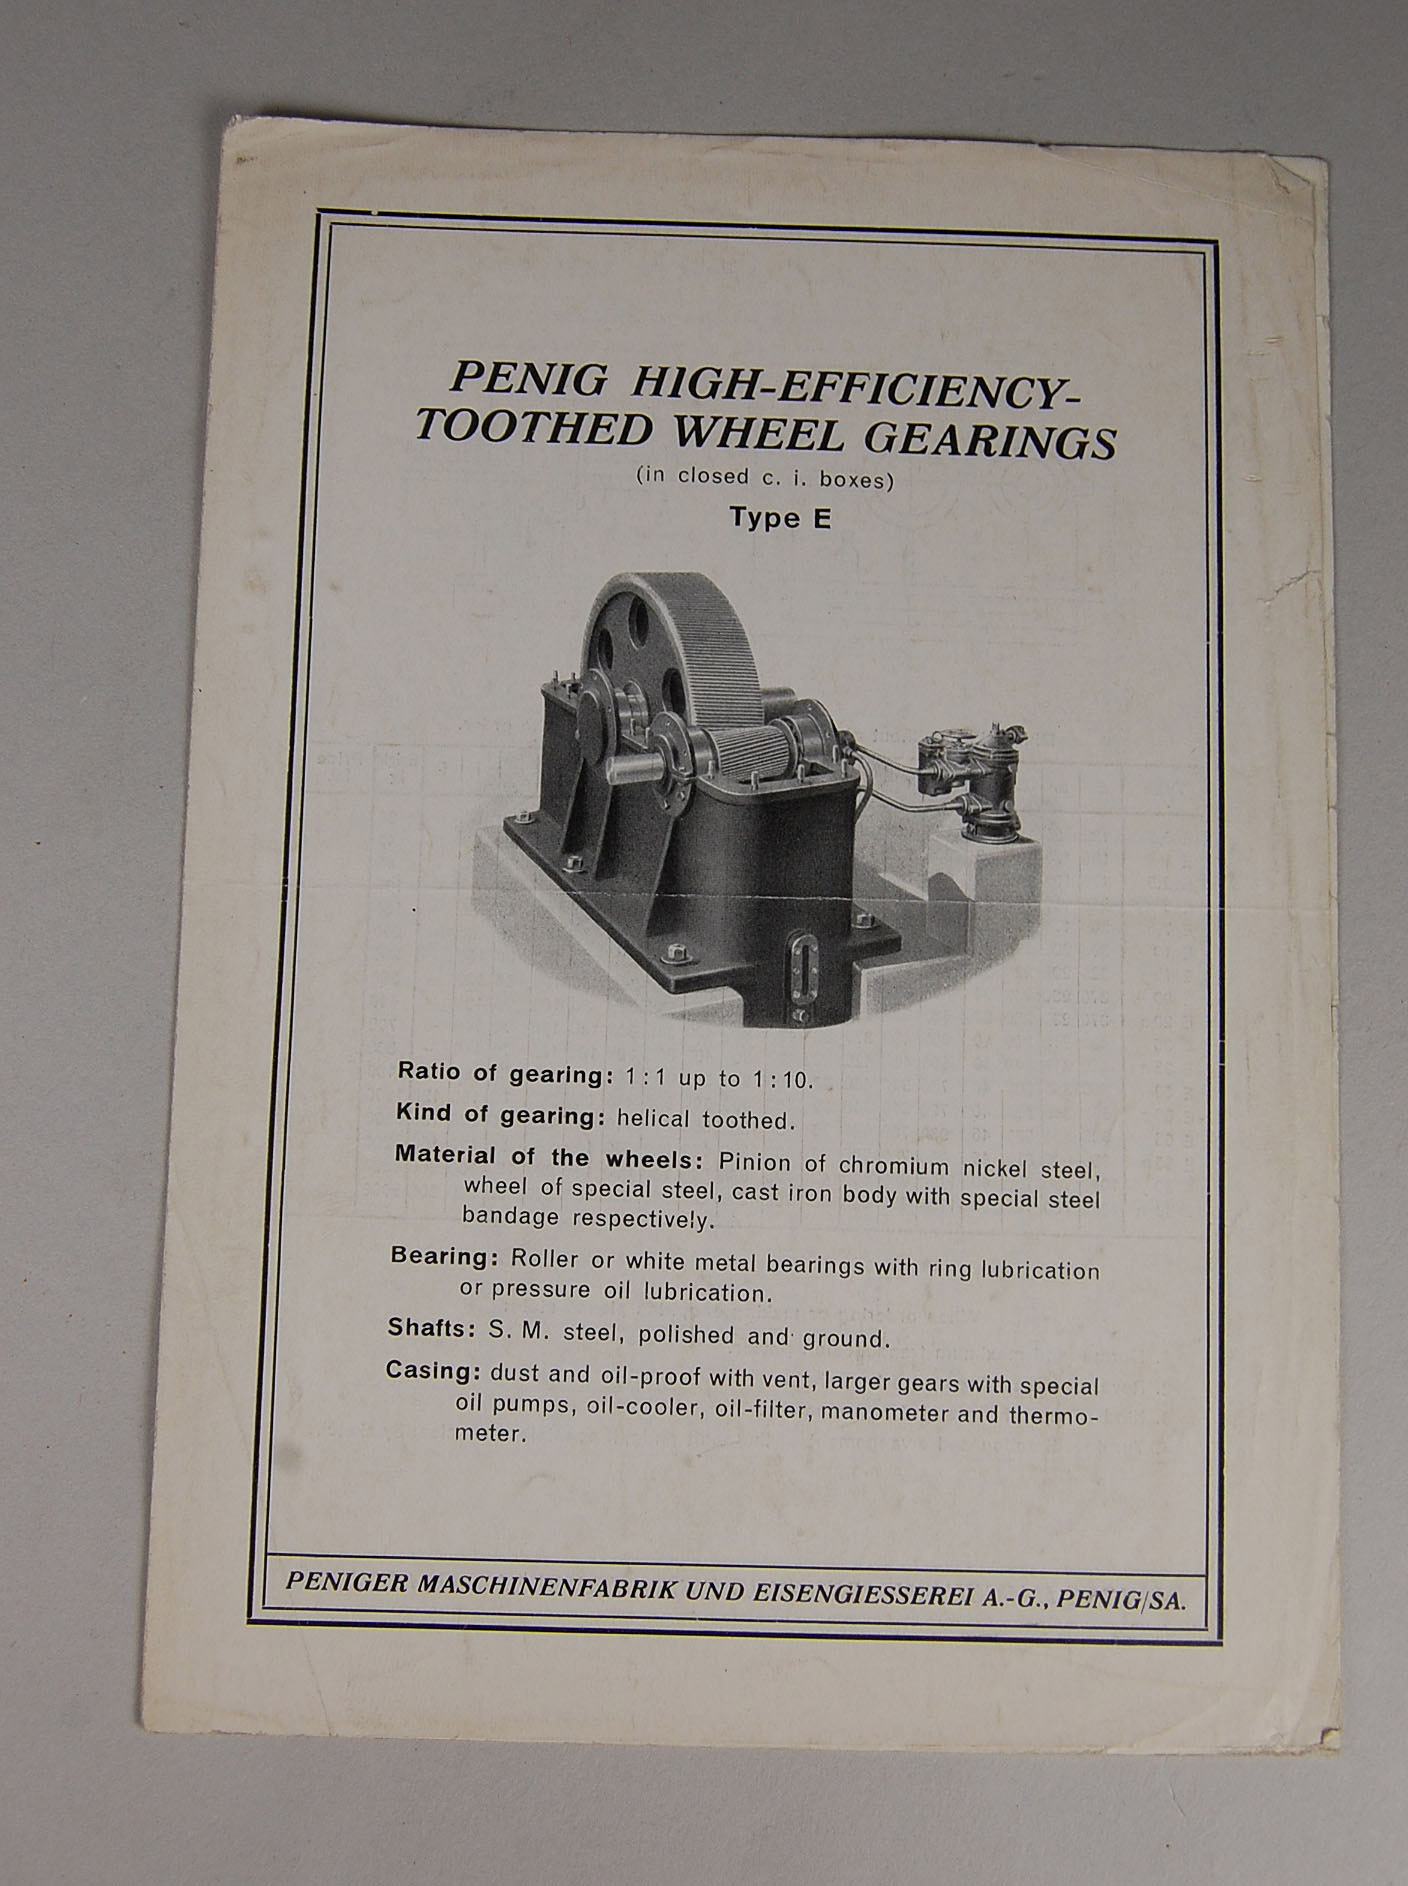 PENIG HIGH-EFFICIENCY-
TOOTHED WHEEL GEARINGS
(in closed c. i. boxes)
Type E
Ratio of gearing: 1:1 up to 1:10.
Kind of gearing: helical toothed.
Material of the wheels: Pinion of chromium nickel steel,
wheel of special steel, cast iron body with special steel
bandage respectively.
Bearing: Roller or white metal bearings with ring lubrication
or pressure oil lubrication.
Shafts: S. M. steel, polished and ground.
Casing: dust and oil-proof with vent, larger gears with special
oil pumps, oil-cooler, oil-filter, manometer and thermo-
meter.
PENIGER MASCHINENFABRIK UND EISENGIESSEREI A.-G., PENIG/SA.